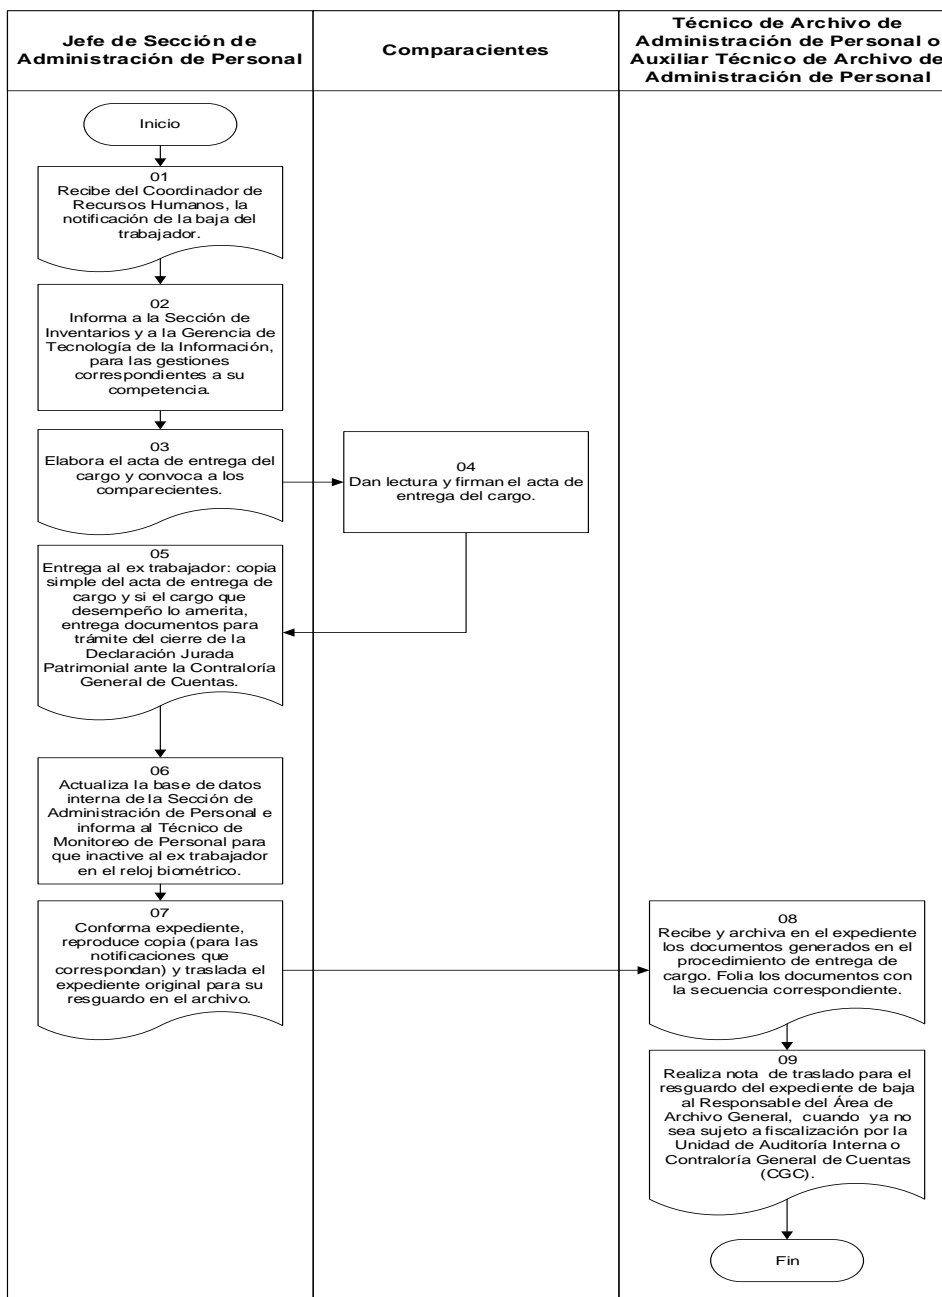 Jefe de Sección de
Administración de Personal
Comparacientes
Técnico de Archivo de
Administración de Personal o
Auxiliar Técnico de Archivo de
Administración de Personal
Inicio
01
Recibe del Coordinador de
Recursos Humanos, la
notificación de la baja del
trabajador.
02
Informa a la Sección de
Inventarios y a la Gerencia de
Tecnología de la Información,
para las gestiones
correspondientes a su
competencia.
03
Elabora el acta de entrega del
cargo y convoca a los
comparecientes.
04
Dan lectura y firman el acta de
entrega del cargo.
05
Entrega al ex trabajador: copia
simple del acta de entrega de
cargo y si el cargo que
desempeño lo amerita,
entrega documentos para
trámite del cierre de la
Declaración Jurada
Patrimonial ante la Contraloría
General de Cuentas.
06
Actualiza la base de datos
interna de la Sección de
Administración de Personal e
informa al Técnico de
Monitoreo de Personal para
que inactive al ex trabajador
en el reloj biométrico.
07
Conforma expediente,
reproduce copia (para las
notificaciones que
correspondan) y traslada el
expediente original para su
resguardo en el archivo.
08
Recibe y archiva en el expediente
los documentos generados en el
procedimiento de entrega de
cargo. Folia los documentos con
la secuencia correspondiente.
09
Realiza nota de traslado para el
resguardo del expediente de baja
al Responsable del Área de
Archivo General, cuando ya no
sea sujeto a fiscalización por la
Unidad de Auditoría Interna o
Contraloría General de Cuentas
(CGC).
Fin